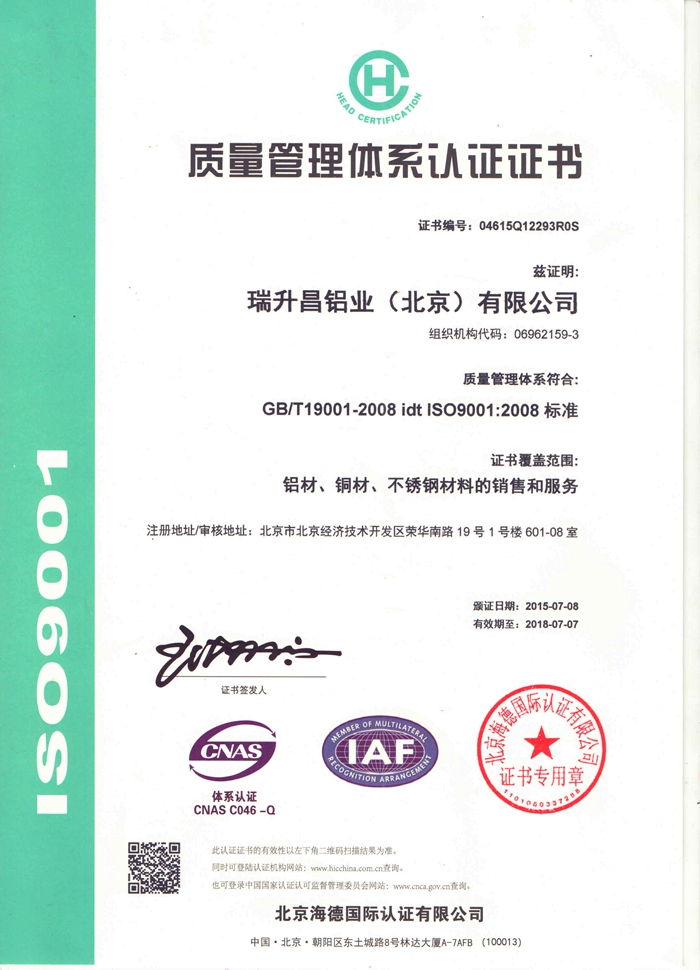 HEAD CERTIFICATION
质量管理体系认证证书
证书编号：04615Q12293R0S
兹证明:
瑞升昌铝业（北京）有限公司
组织机构代码：06962159-3
质量管理体系符合:
GB/T19001-2008 idt ISO9001:2008 标准
证书覆盖范围:
铝材、铜材、不锈钢材料的销售和服务
注册地址/审核地址：北京市北京经济技术开发区荣华南路 19 号 1 号楼 601-08 室
颁证日期：2015-07-08
有效期至：2018-07-07
证书签发人
ISO9001
CNAS
体系认证
CNAS C046 -Q
MEMBER OF MULTILATERAL
IAF
RECOGNITION ARRANGEMENT
北京海德国际认证有限公司
证书专用章
此认证证书的有效性以左下角二维码扫描结果为准。
同时可登陆认证机构网站：www.hicchina.com.cn查询。
也可登录中国国家认证认可监督管理委员会网站：www.cnca.gov.cn查询。
北京海德国际认证有限公司
中国·北京·朝阳区东土城路8号林达大厦A-7AFB （100013）